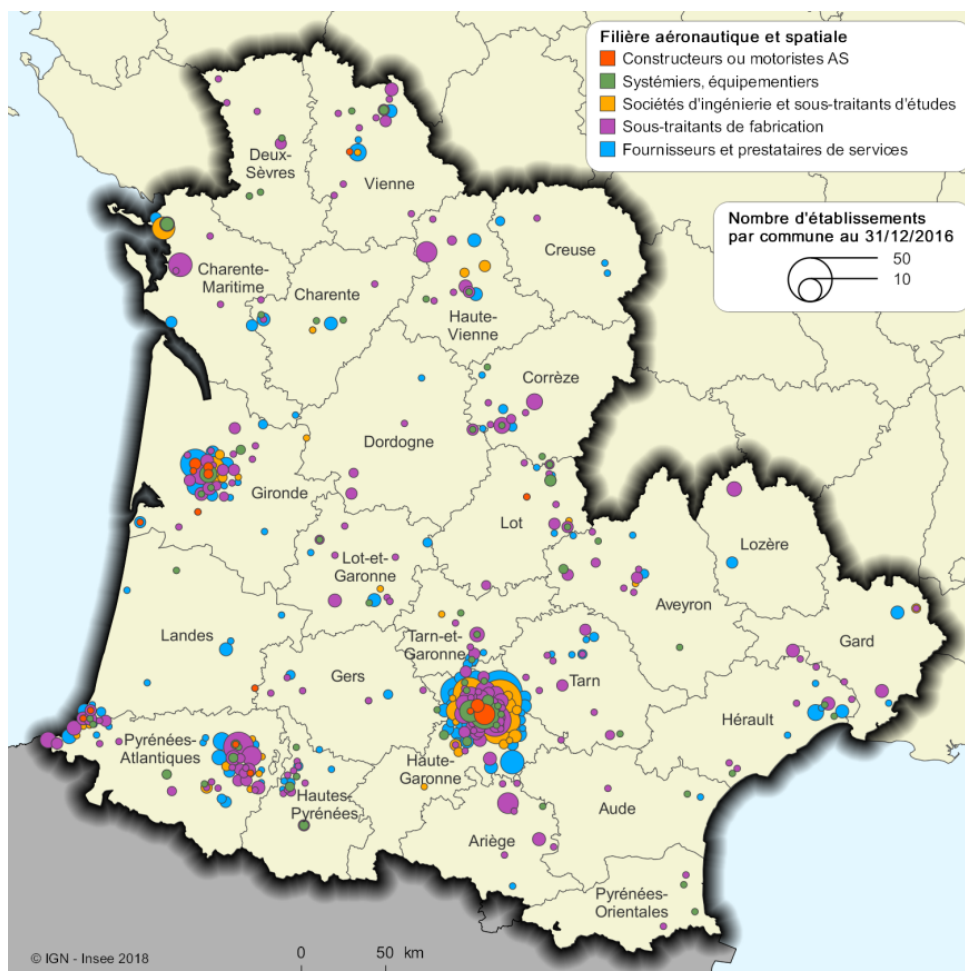 Filière aéronautique et spatiale
Constructeurs ou motoristes AS
Systémiers, équipementiers
Sociétés d'ingénierie et sous-traitants d'études
Sous-traitants de fabrication
Fournisseurs et prestataires de services
Nombre d'établissements
par commune au 31/12/2016
50
10
Deux-
Sèvres
Vienne
Creuse
Charente-
Maritime
Charente
Haute-
Vienne
Corrèze
Dordogne
Gironde
Lot
Lozère
Lot-et-
Garonne
Aveyron
Landes
Tarn-et-
Garonne
Gard
Gers
Tarn
Hérault
Pyrénées-
Atlantiques
Haute-
Garonne
Hautes-
Pyrénées
Aude
Ariège
Pyrénées-
Orientales
© IGN - Insee 2018
0 50 km